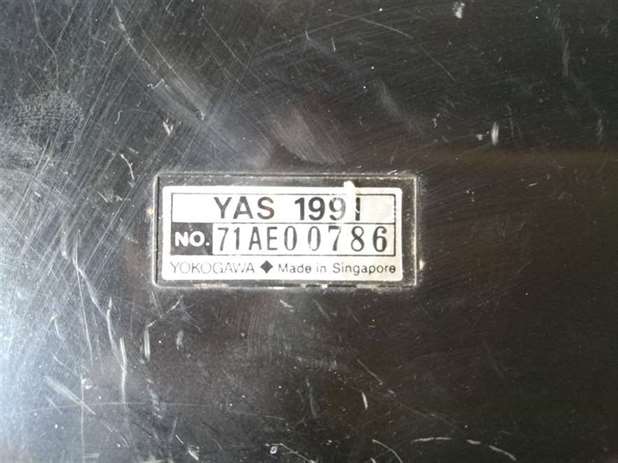 YAS 1991
NO. 71AE00786
YOKOGAWA ◆ Made in Singapore